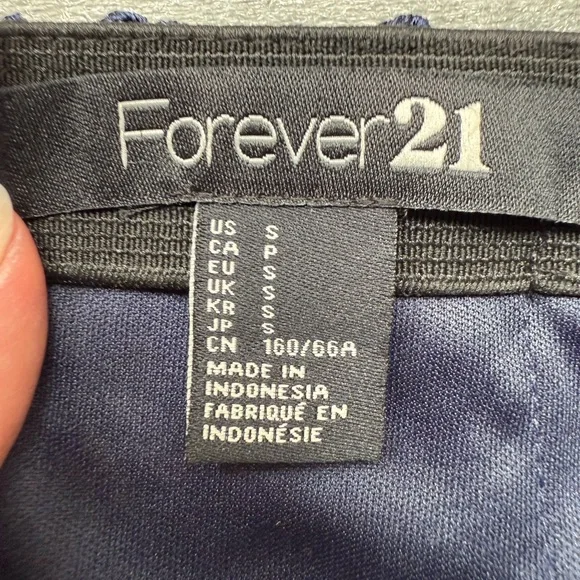 Forever21
US S
CA P
EU S
UK S
KR S
JP S
CN 160/66A
MADE IN
INDONESIA
FABRIQUÉ EN
INDONÉSIE